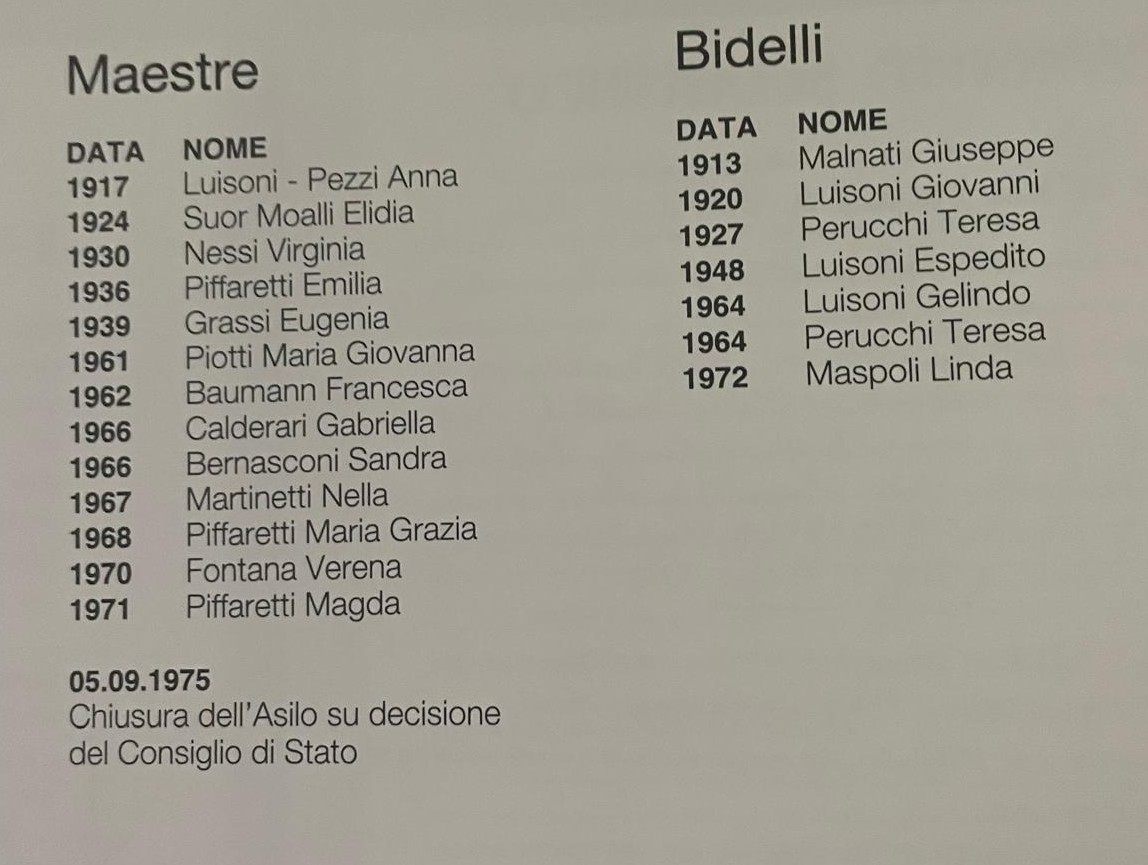 Maestre
DATA NOME
1917 Luisoni - Pezzi Anna
1924 Suor Moalli Elidia
1930 Nessi Virginia
1936 Piffaretti Emilia
1939 Grassi Eugenia
1961 Piotti Maria Giovanna
1962 Baumann Francesca
1966 Calderari Gabriella
1966 Bernasconi Sandra
1967 Martinetti Nella
1968 Piffaretti Maria Grazia
1970 Fontana Verena
1971 Piffaretti Magda
05.09.1975
Chiusura dell'Asilo su decisione
del Consiglio di Stato
Bidelli
DATA NOME
1913 Malnati Giuseppe
1920 Luisoni Giovanni
1927 Perucchi Teresa
1948 Luisoni Espedito
1964 Luisoni Gelindo
1964 Perucchi Teresa
1972 Maspoli Linda